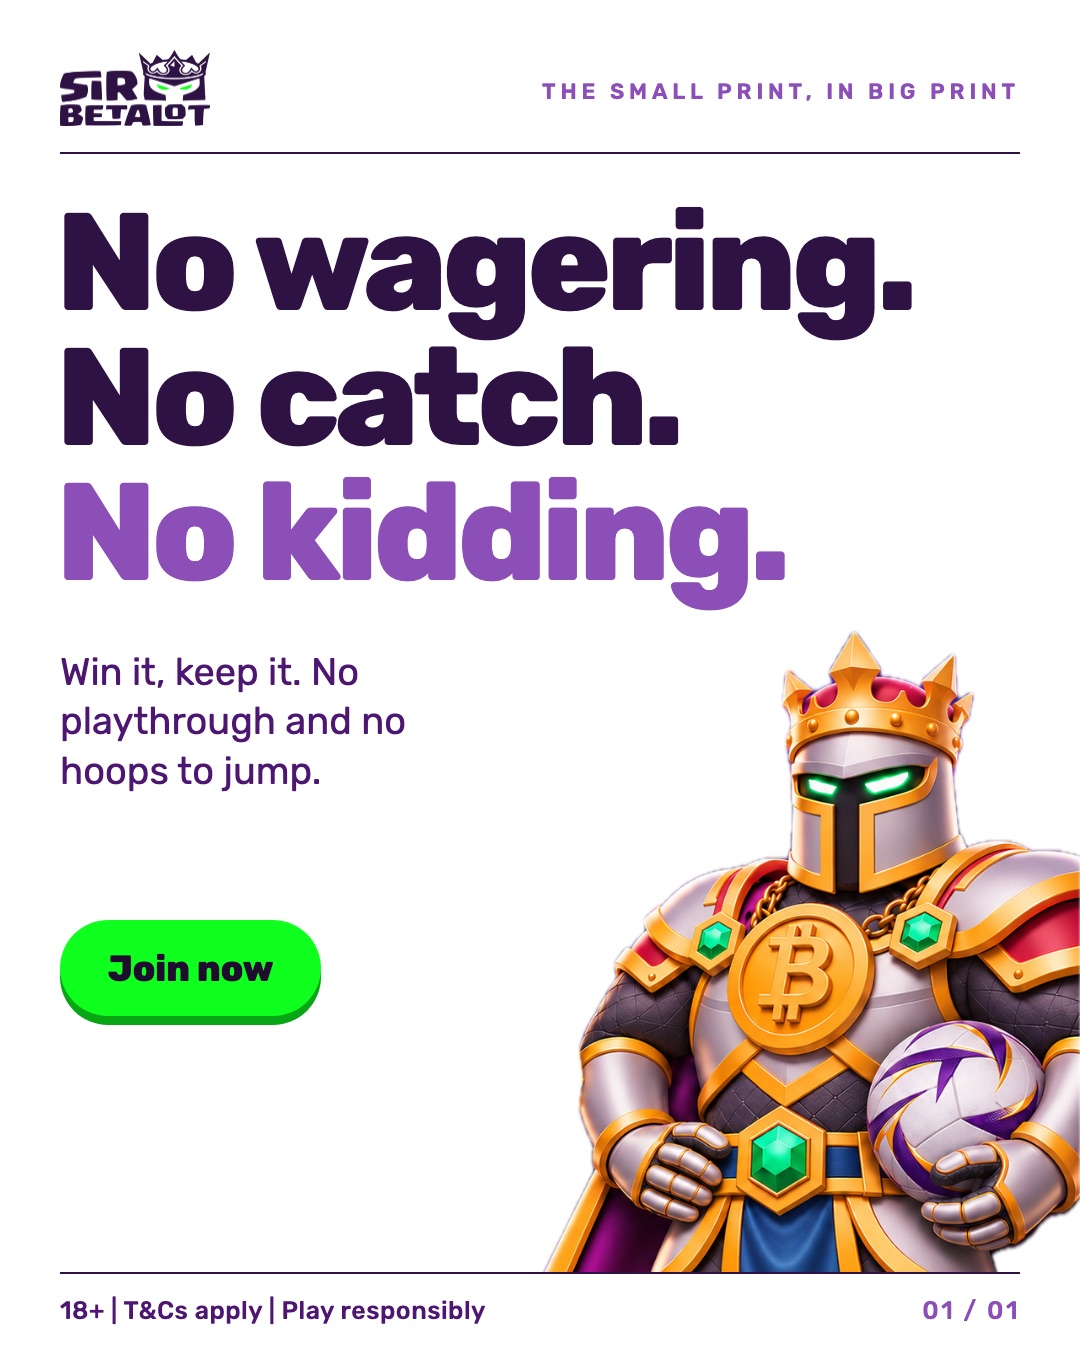 SIR
BETALOT
THE SMALL PRINT, IN BIG PRINT
No wagering.
No catch.
No kidding.
Win it, keep it. No
playthrough and no
hoops to jump.
Join now
18+ | T&Cs apply | Play responsibly
01 / 01